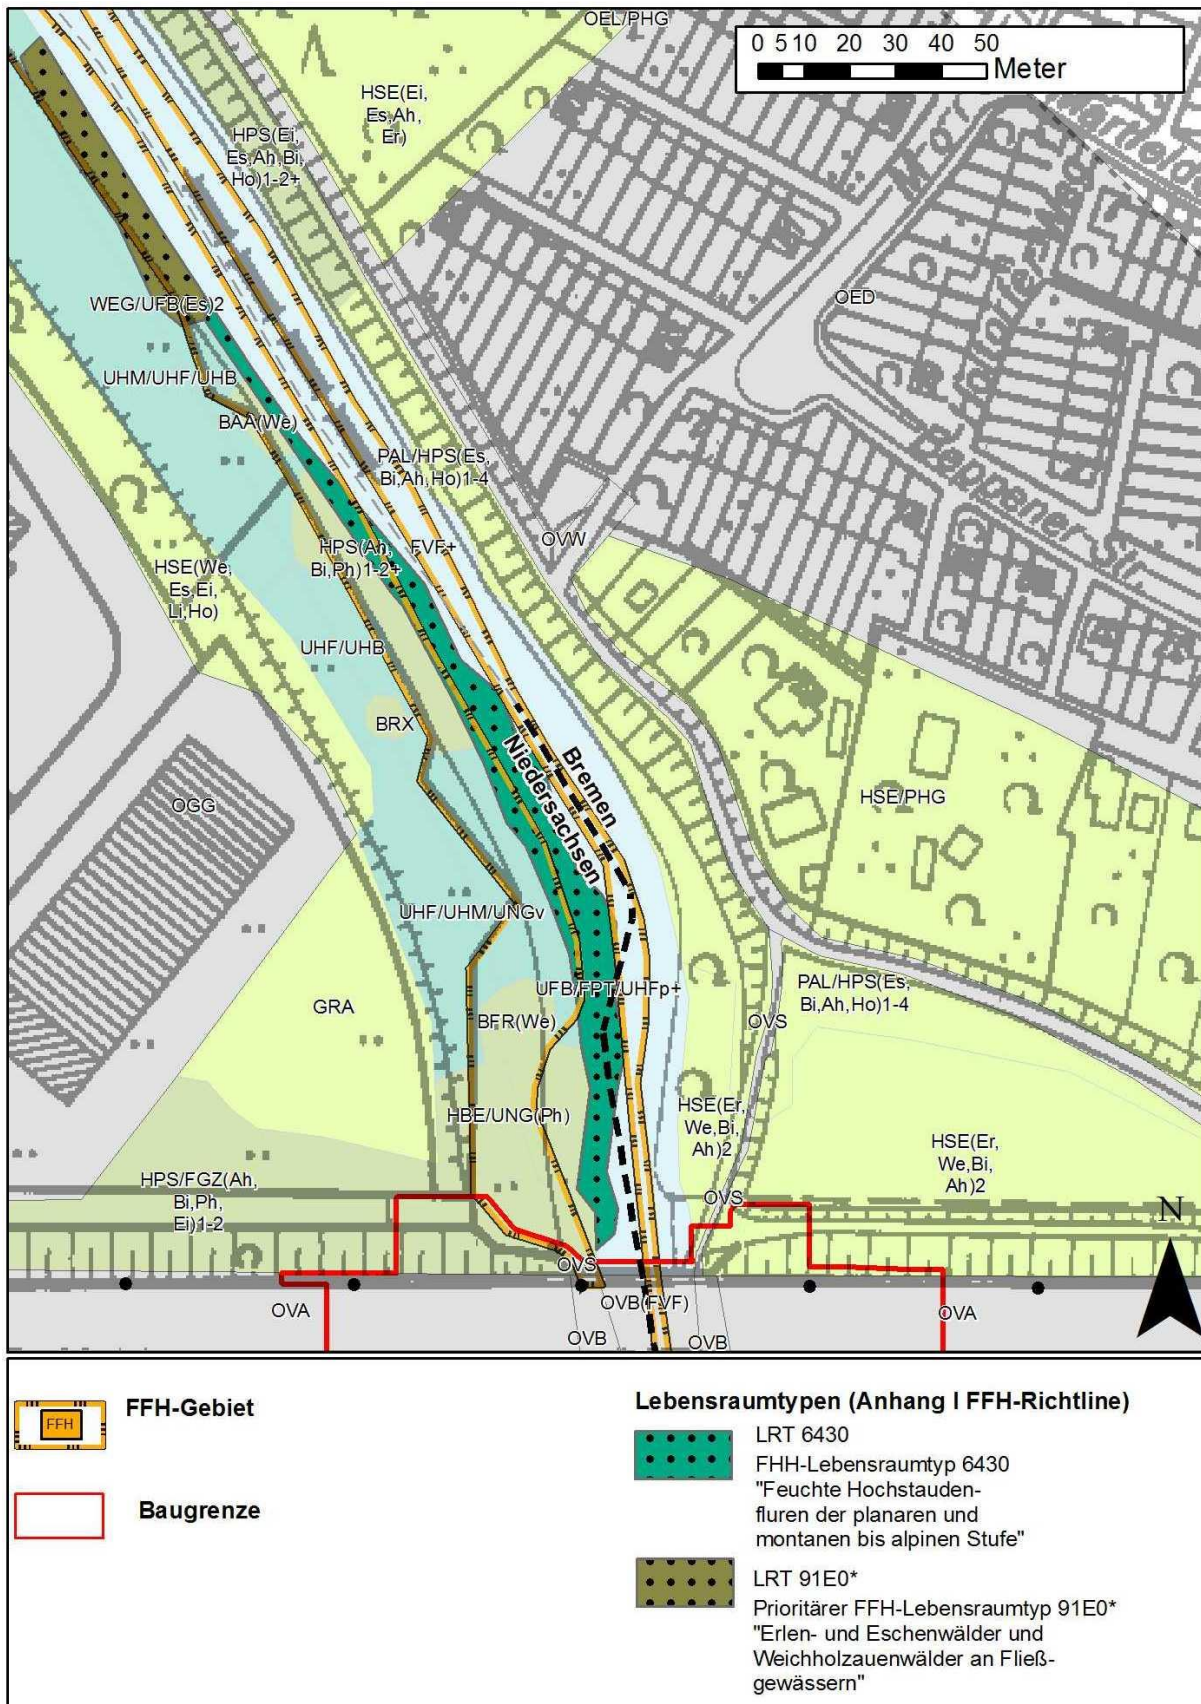 OEL/PHG
0 5 10 20 30 40 50
Meter
HSE(Ei,
Es,Ah,
Er)
HPS(Ei,
Es,Ah,Bi,
Ho)1-2+
WEG/UFB(Es)2
OED
UHM/UHF/UHB
BAA(We)
PAL/HPS(Es,
Bi,Ah,Ho)1-4
OVW
HPS(Ah,
Bi,Ph)1-2+
FVF+
HSE(We,
Es,Ei,
Li,Ho)
UHF/UHB
BRX
Bremen
Niedersachsen
HSE/PHG
OGG
UHF/UHM/UNGv
UFB/FPT/UHFp+
PAL/HPS(Es,
Bi,Ah,Ho)1-4
GRA
BFR(We)
OVS
HBE/UNG(Ph)
HSE(Er,
We,Bi,
Ah)2
HSE(Er,
We,Bi,
Ah)2
HPS/FGZ(Ah,
Bi,Ph,
Ei)1-2
OVS
N
OVS
OVA
OVB(FVF)
OVA
OVB
OVB
FFH
FFH-Gebiet
Baugrenze
Lebensraumtypen (Anhang I FFH-Richtline)
LRT 6430
FHH-Lebensraumtyp 6430
"Feuchte Hochstauden-
fluren der planaren und
montanen bis alpinen Stufe"
LRT 91E0*
Prioritärer FFH-Lebensraumtyp 91E0*
"Erlen- und Eschenwälder und
Weichholzauenwälder an Fließ-
gewässern"